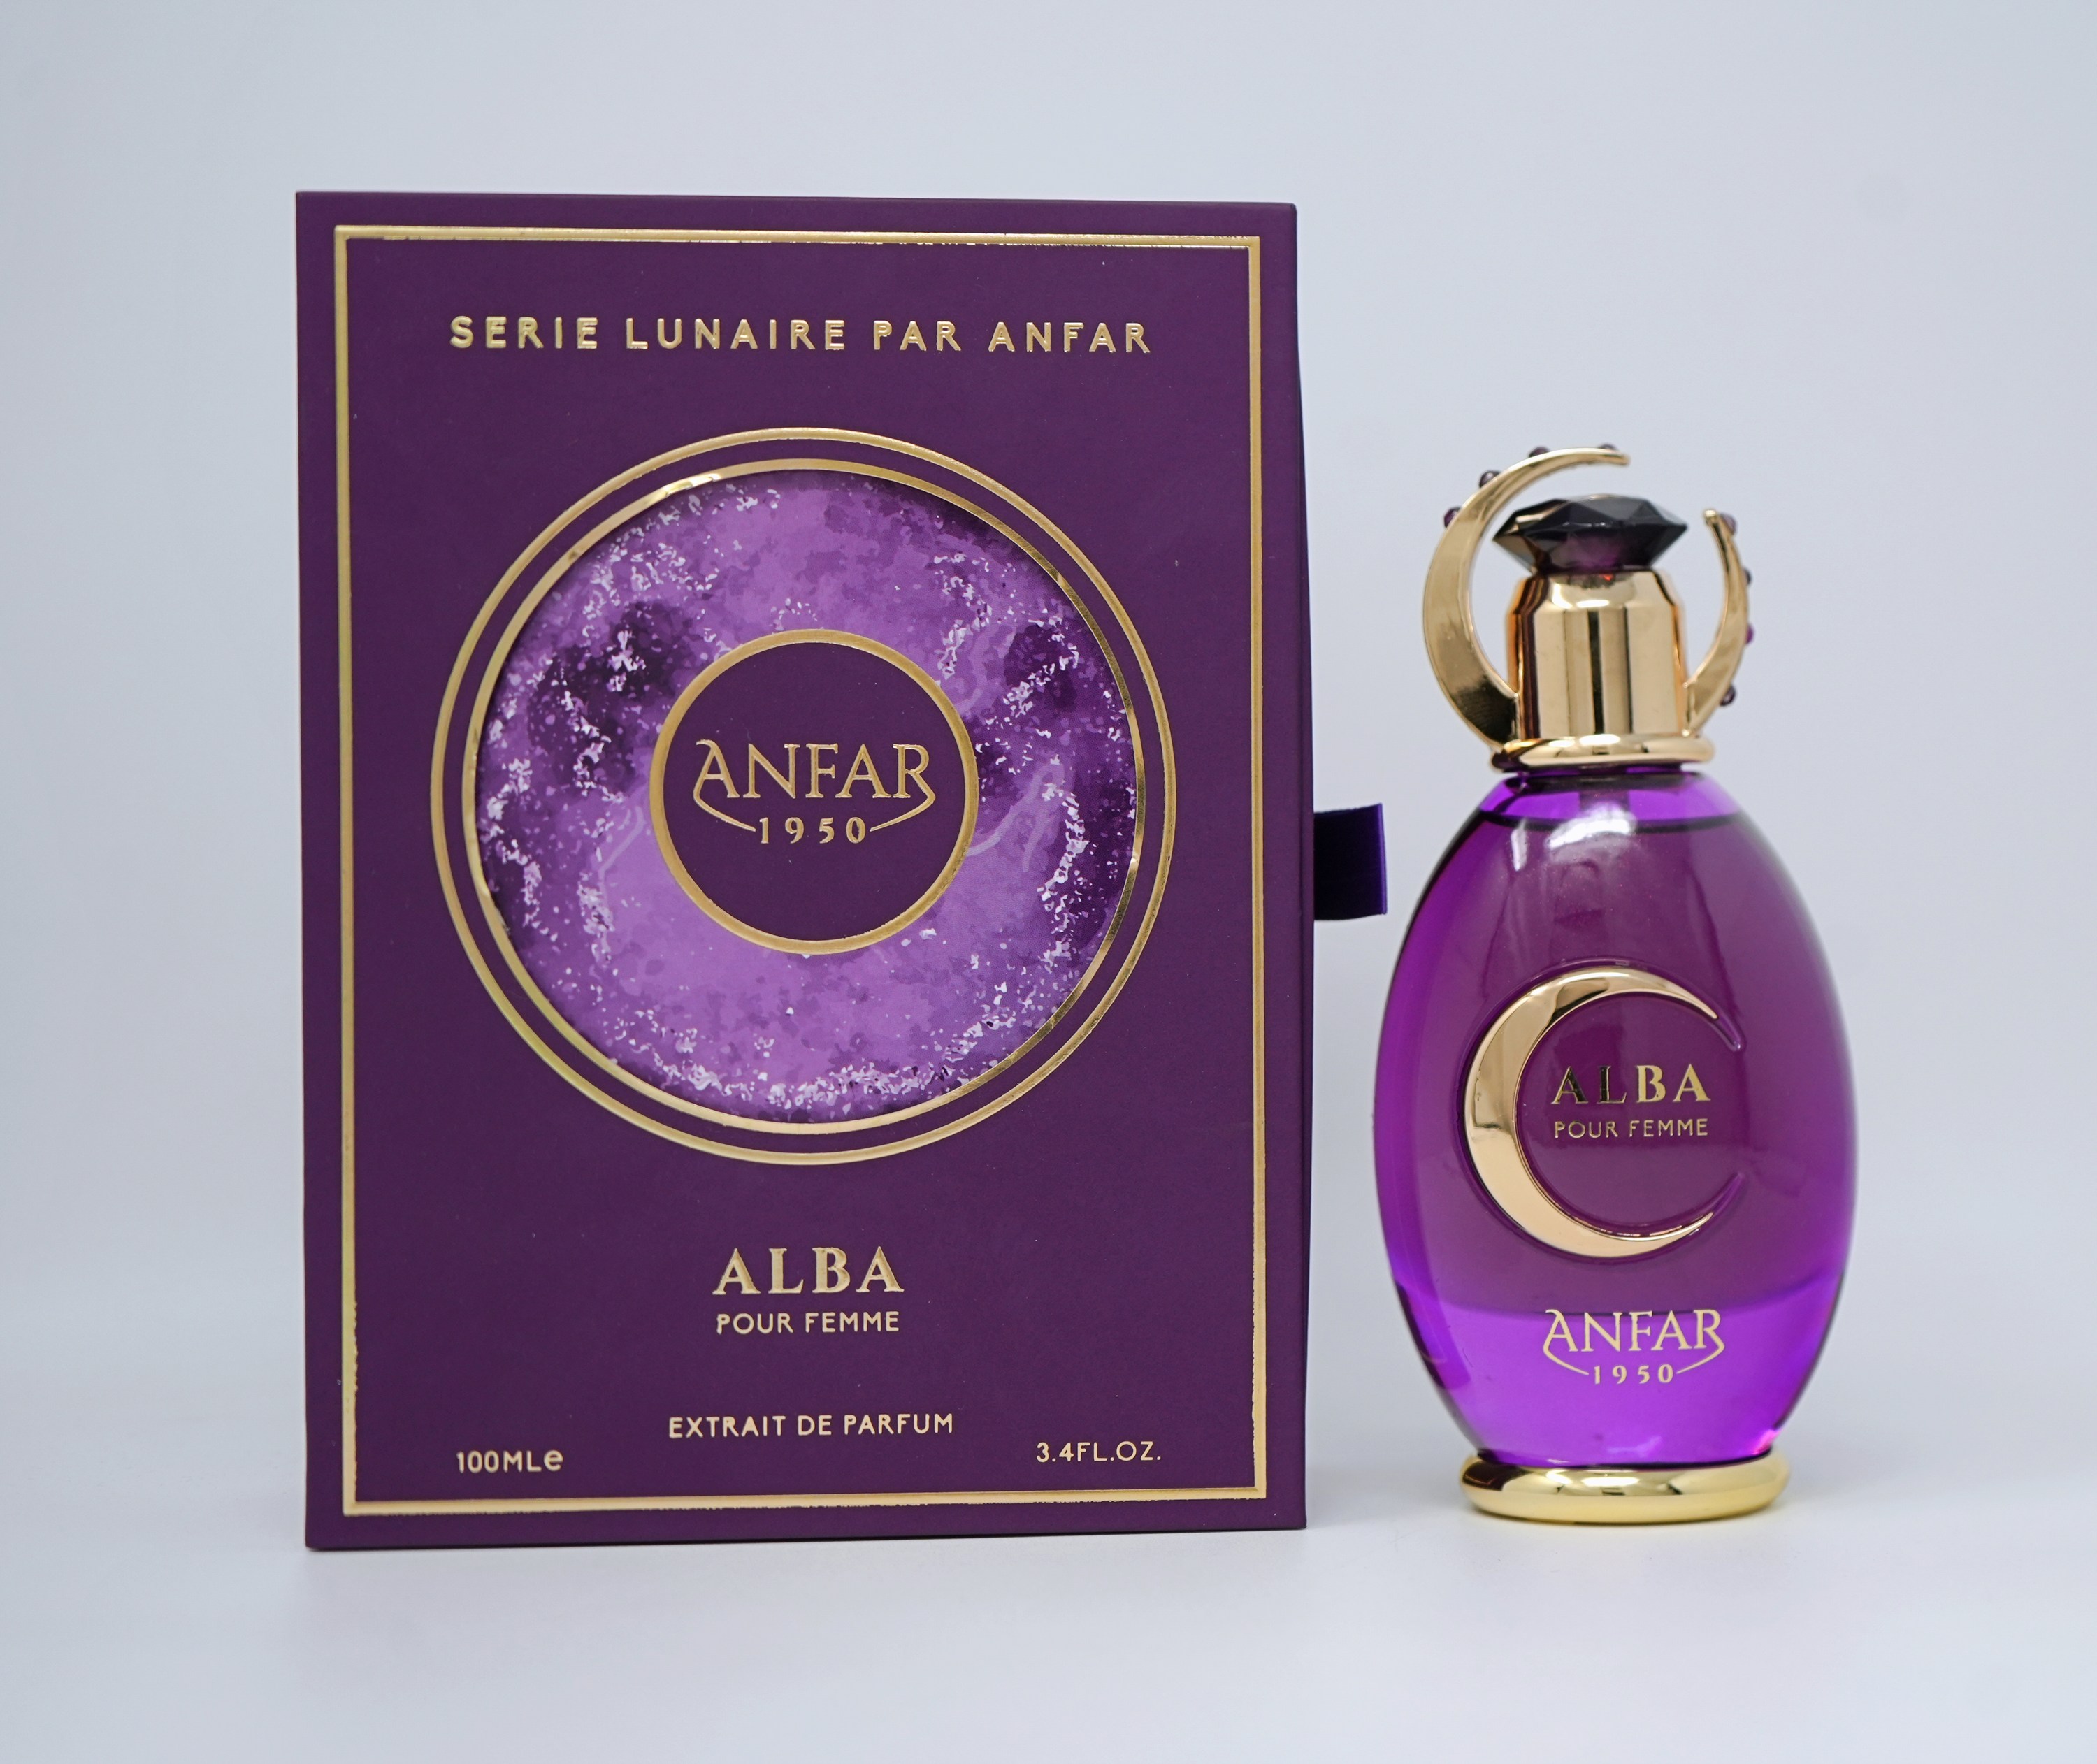 SERIE LUNAIRE PAR ANFAR
ANFAR
1950
ALBA
POUR FEMME
EXTRAIT DE PARFUM
100MLe
3.4FL.OZ.
ALBA
POUR FEMME
ANFAR
1950